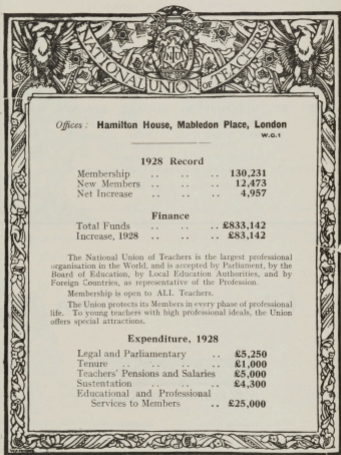 NATIONAL UNION OF TEACHERS
Offices : Hamilton House, Mabledon Place, London
W.C.1
1928 Record
Membership .. .. .. 130,231
New Members .. .. .. 12,473
Net Increase .. .. .. 4,957
Finance
Total Funds .. .. .. £833,142
Increase, 1928 .. .. .. £83,142
The National Union of Teachers is the largest professional
organisation in the World, and is accepted by Parliament, by the
Board of Education, by Local Education Authorities, and by
Foreign Countries, as representative of the Profession.
Membership is open to ALL Teachers.
The Union protects its Members in every phase of professional
life. To young teachers with high professional ideals, the Union
offers special attractions.
Expenditure, 1928
Legal and Parliamentary .. £5,250
Tenure .. .. .. .. £1,000
Teachers' Pensions and Salaries £5,000
Sustentation .. .. .. £4,300
Educational and Professional
Services to Members .. £25,000